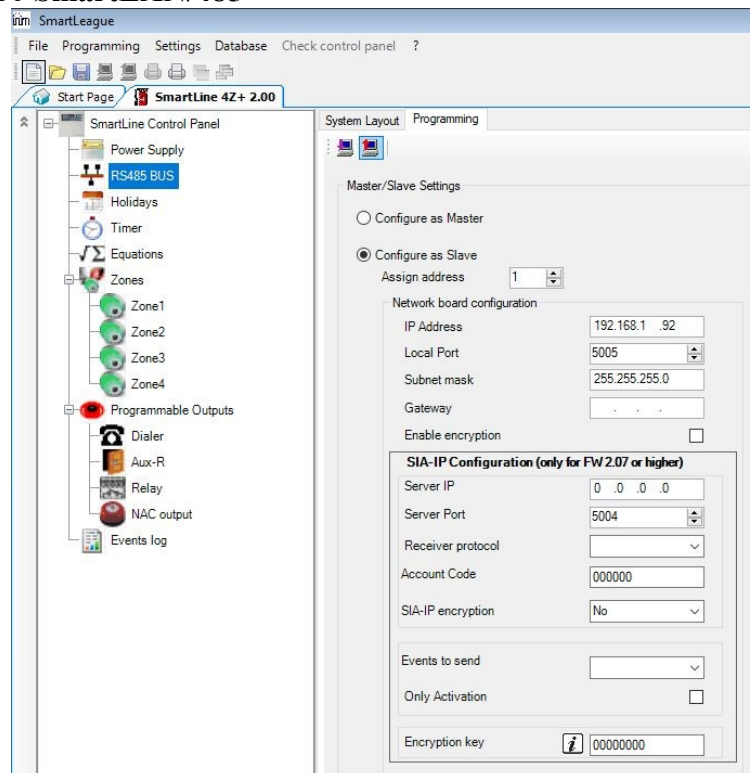 inim SmartLeague
File Programming Settings Database Check control panel ?
Start Page SmartLine 4Z+ 2.00
SmartLine Control Panel
Power Supply
RS485 BUS
Holidays
Timer
Equations
Zones
Zone1
Zone2
Zone3
Zone4
Programmable Outputs
Dialer
Aux-R
Relay
NAC output
Events log
System Layout Programming
Master/Slave Settings
Configure as Master
Configure as Slave
Assign address 1
Network board configuration
IP Address 192.168.1 .92
Local Port 5005
Subnet mask 255.255.255.0
Gateway . . .
Enable encryption
SIA-IP Configuration (only for FW 2.07 or higher)
Server IP 0 .0 .0 .0
Server Port 5004
Receiver protocol
Account Code 000000
SIA-IP encryption No
Events to send
Only Activation
Encryption key i 00000000